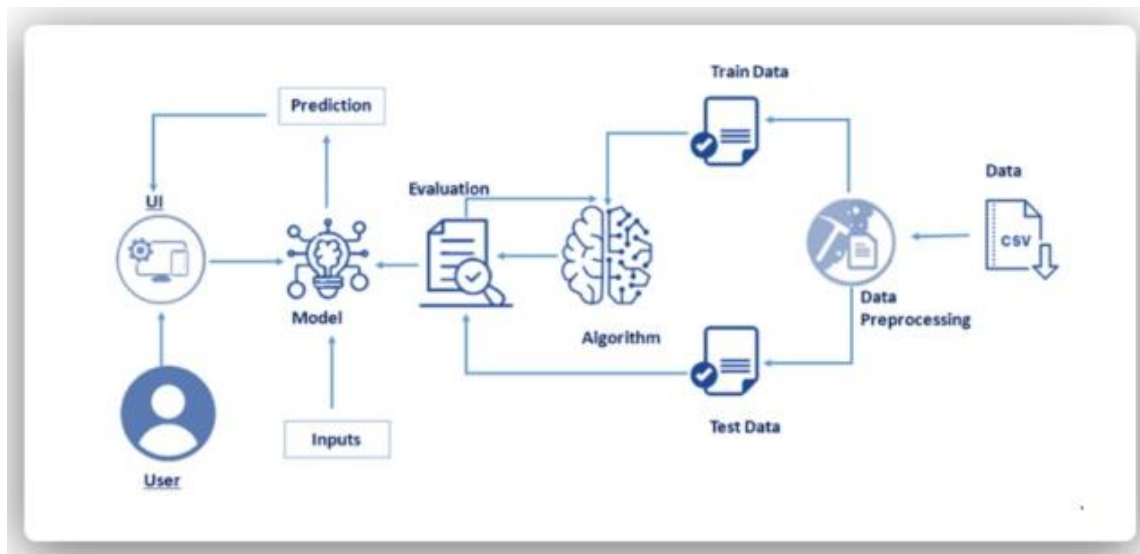 Train Data
Prediction
Data
Evaluation
UI
CSV
Model
Data
Preprocessing
Algorithm
Test Data
Inputs
User